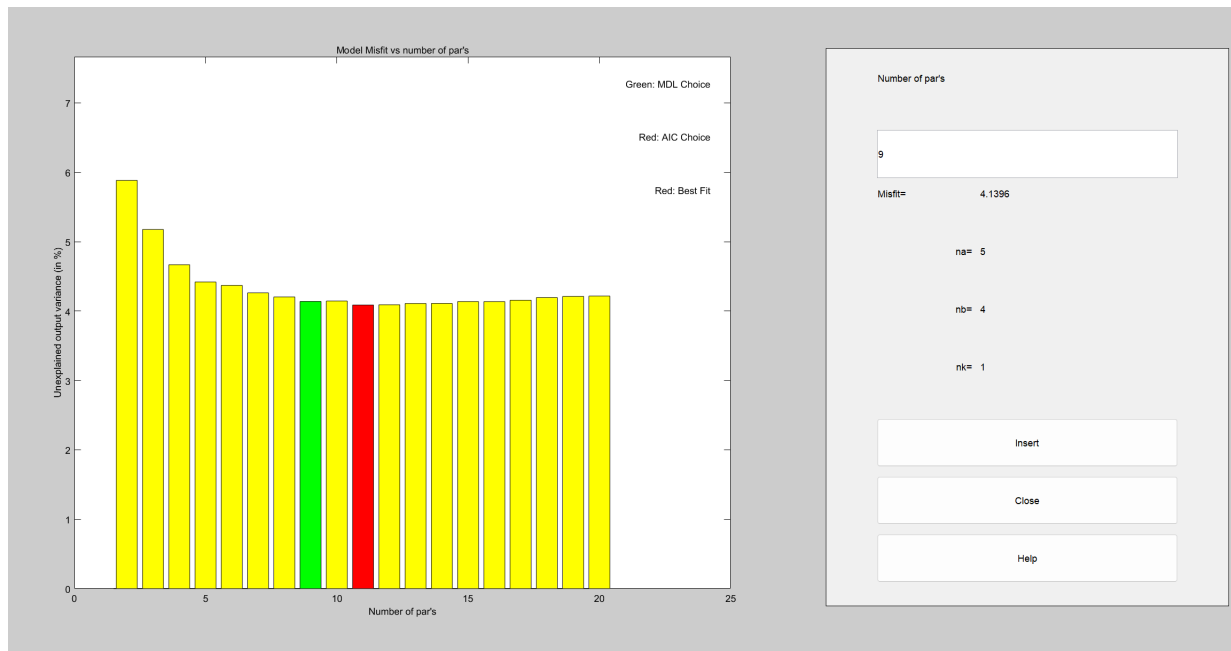 Model Misfit vs number of par's
Green: MDL Choice
Red: AIC Choice
Red: Best Fit
Unexplained output variance (in %)
7
6
5
4
3
2
1
0
0 5 10 15 20 25
Number of par's
Number of par's
9
Misfit= 4.1396
na= 5
nb= 4
nk= 1
Insert
Close
Help